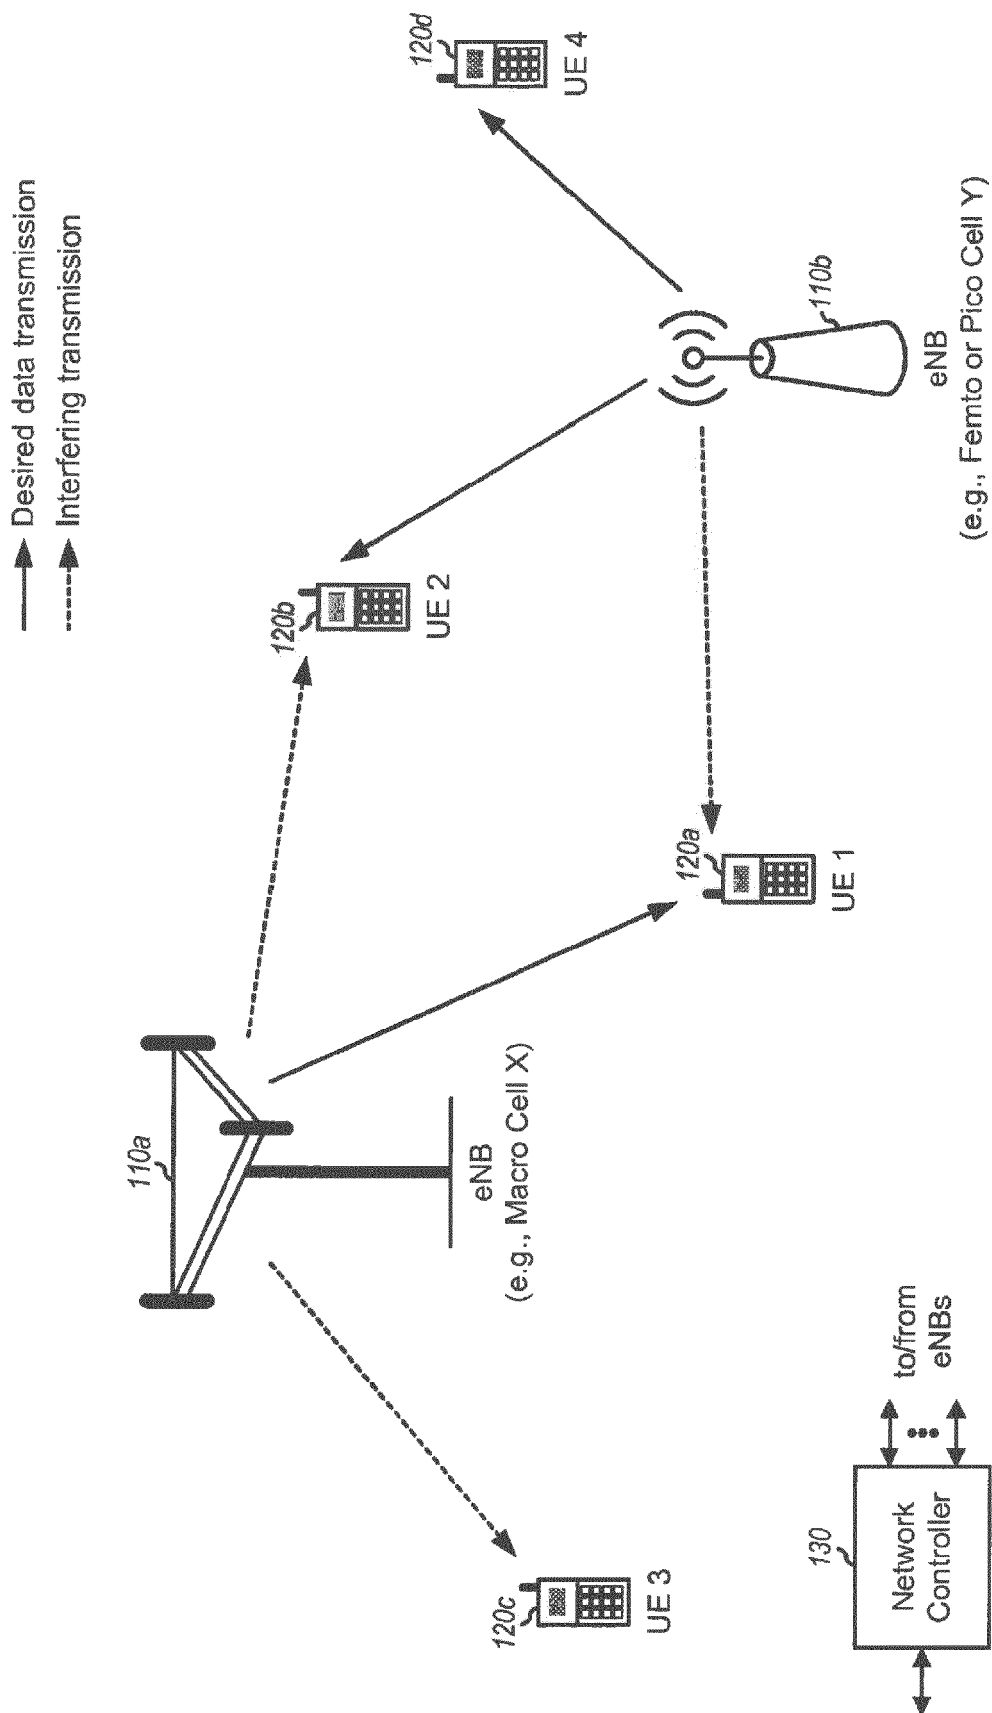 Desired data transmission
Interfering transmission
110a
eNB
(e.g., Macro Cell X)
120b
UE 2
120d
UE 4
120c
UE 3
120a
UE 1
110b
eNB
(e.g., Femto or Pico Cell Y)
130
Network
Controller
to/from
eNBs